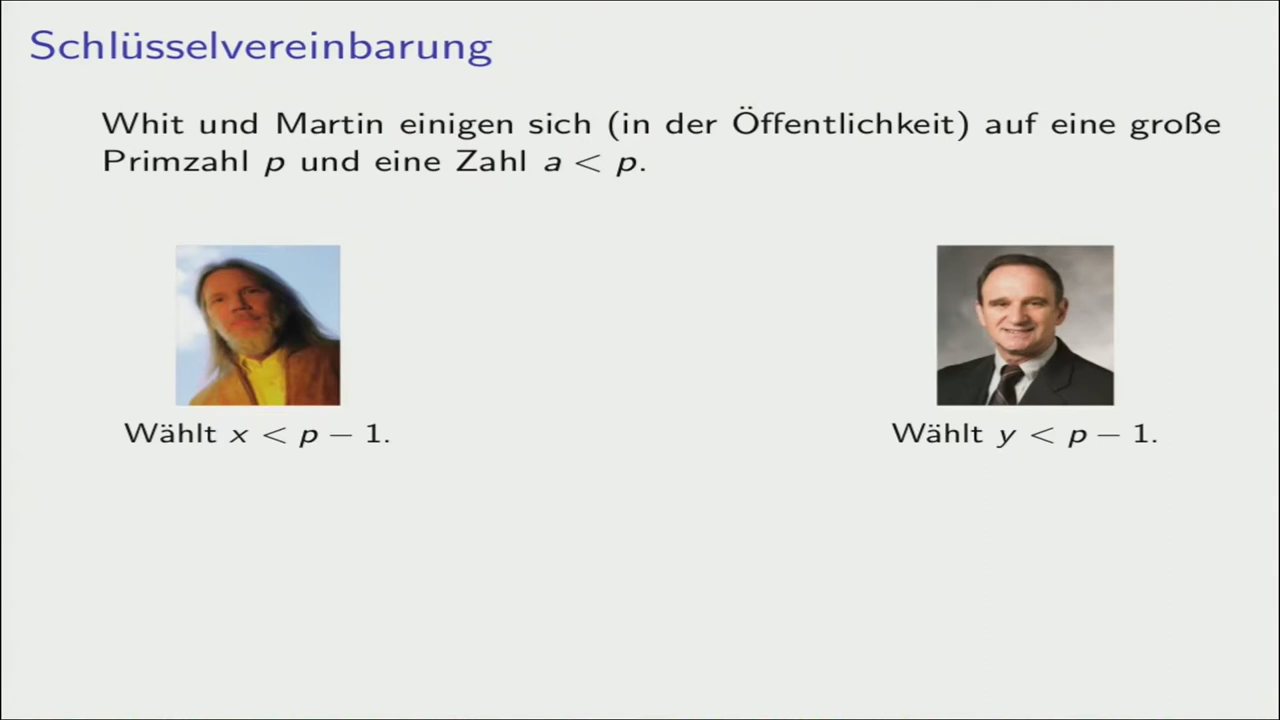 Schlüsselvereinbarung
Whit und Martin einigen sich (in der Öffentlichkeit) auf eine große
Primzahl p und eine Zahl a < p.
Wählt x < p − 1.
Wählt y < p − 1.